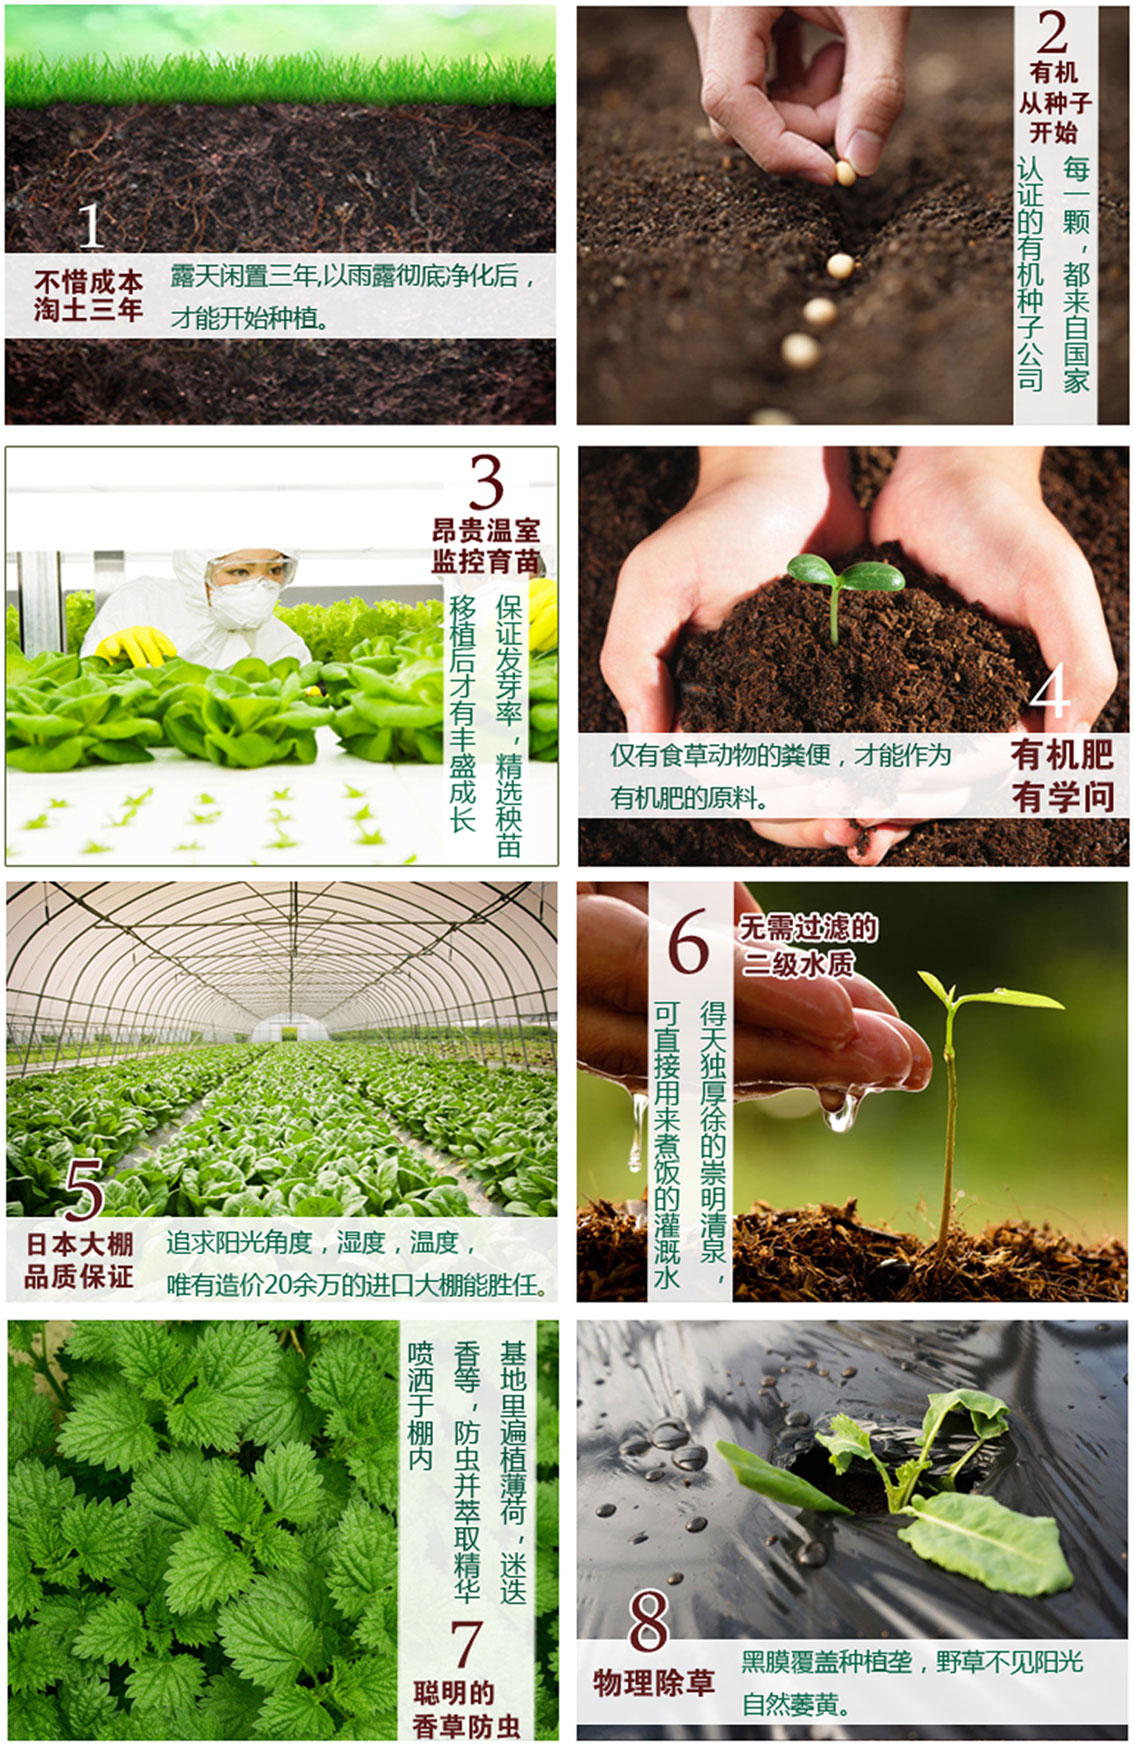 1
不惜成本
淘土三年
露天闲置三年,以雨露彻底净化后，
才能开始种植。
2
有机
从种子
开始
每一颗，都来自国家
认证的有机种子公司
3
昂贵温室
监控育苗
保证发芽率，精选秧苗
移植后才有丰盛成长
4
有机肥
有学问
仅有食草动物的粪便，才能作为
有机肥的原料。
5
日本大棚
品质保证
追求阳光角度，湿度，温度，
唯有造价20余万的进口大棚能胜任。
6
无需过滤的
二级水质
得天独厚徐的崇明清泉，
可直接用来煮饭的灌溉水
基地里遍植薄荷，迷迭
香等，防虫并萃取精华
喷洒于棚内
7
聪明的
香草防虫
8
物理除草
黑膜覆盖种植垄，野草不见阳光
自然萎黄。